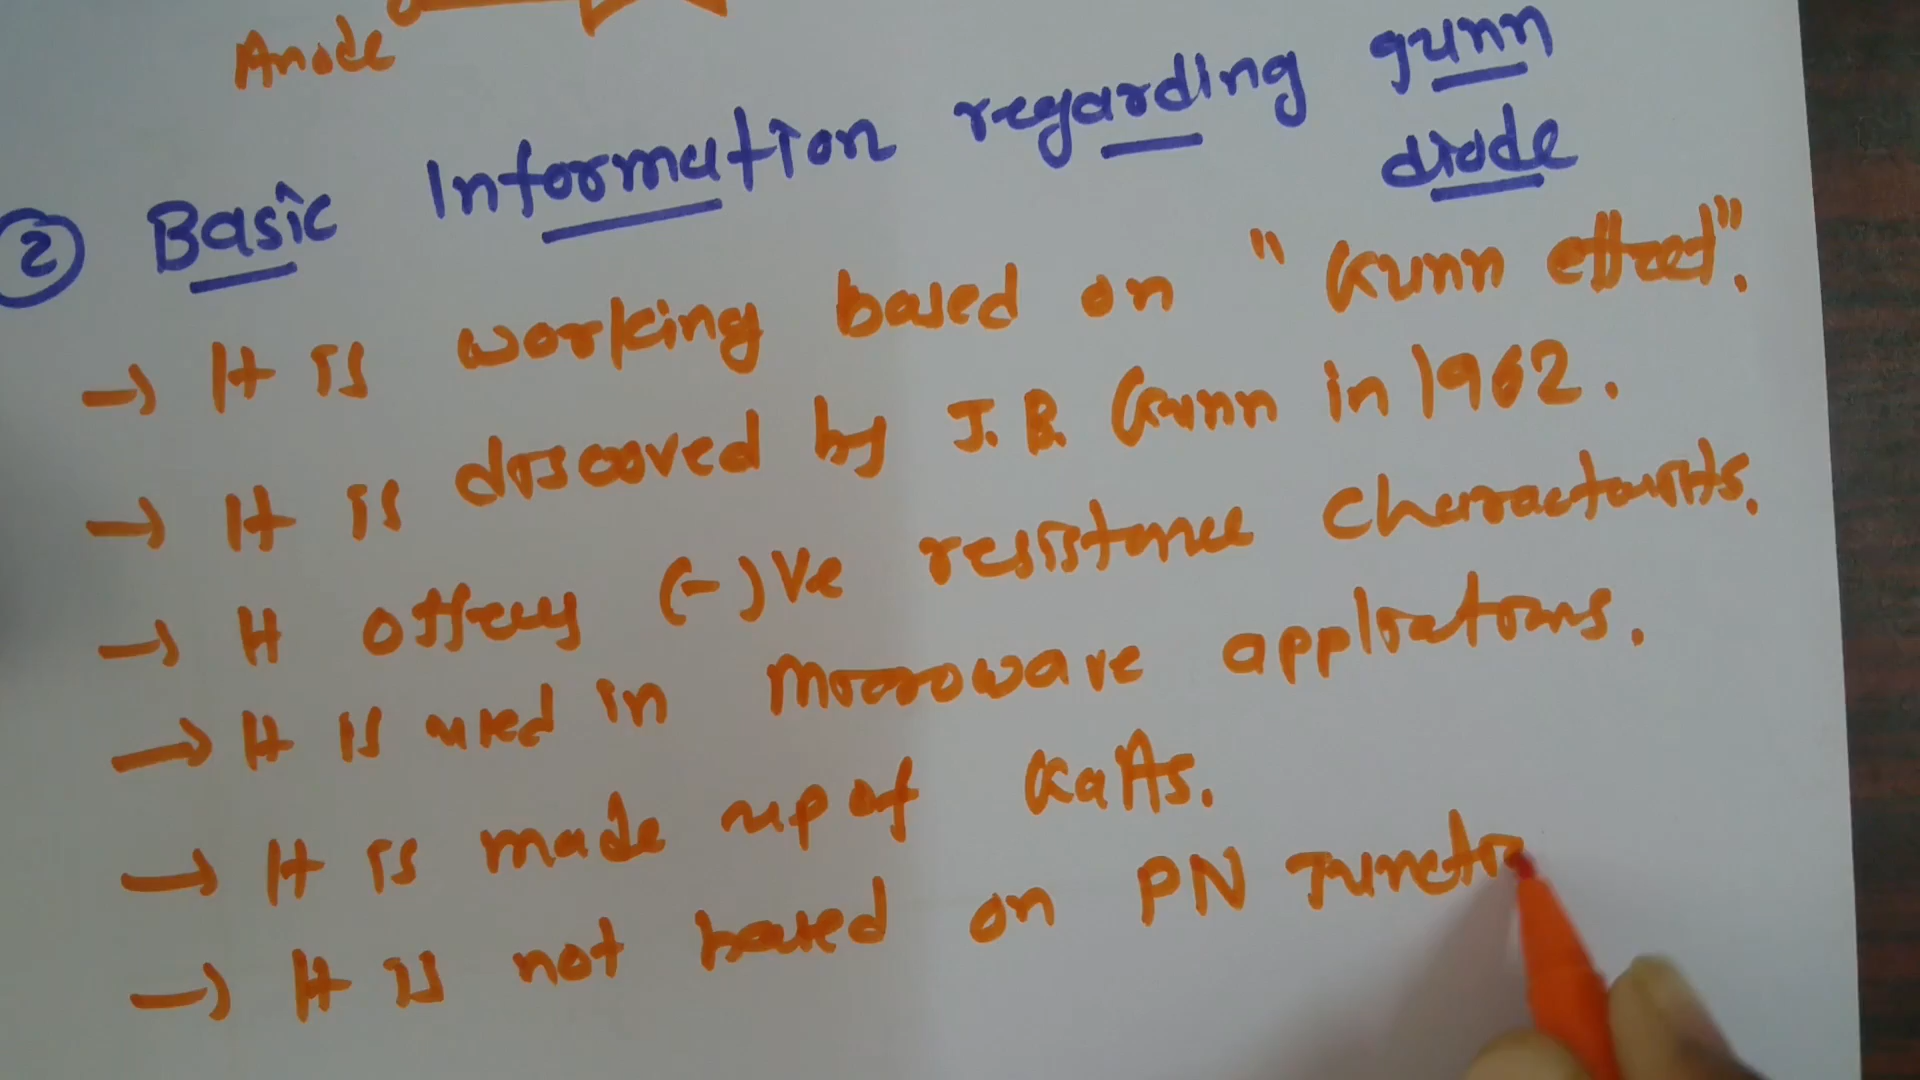 Anode
② Basic Information regarding gunn
diode
→ It is working based on "Gunn effect".
→ It is discoved by J.B. Gunn in 1962.
→ It offers (-)ve resistance characteristics.
→ It is used in microwave applications.
→ It is made up of GaAs.
→ It is not based on PN Junctio